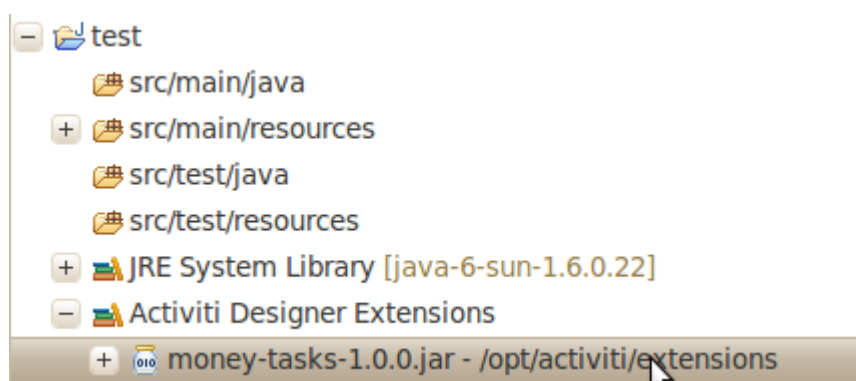 test
src/main/java
src/main/resources
src/test/java
src/test/resources
JRE System Library [java-6-sun-1.6.0.22]
Activiti Designer Extensions
money-tasks-1.0.0.jar - /opt/activiti/extensions